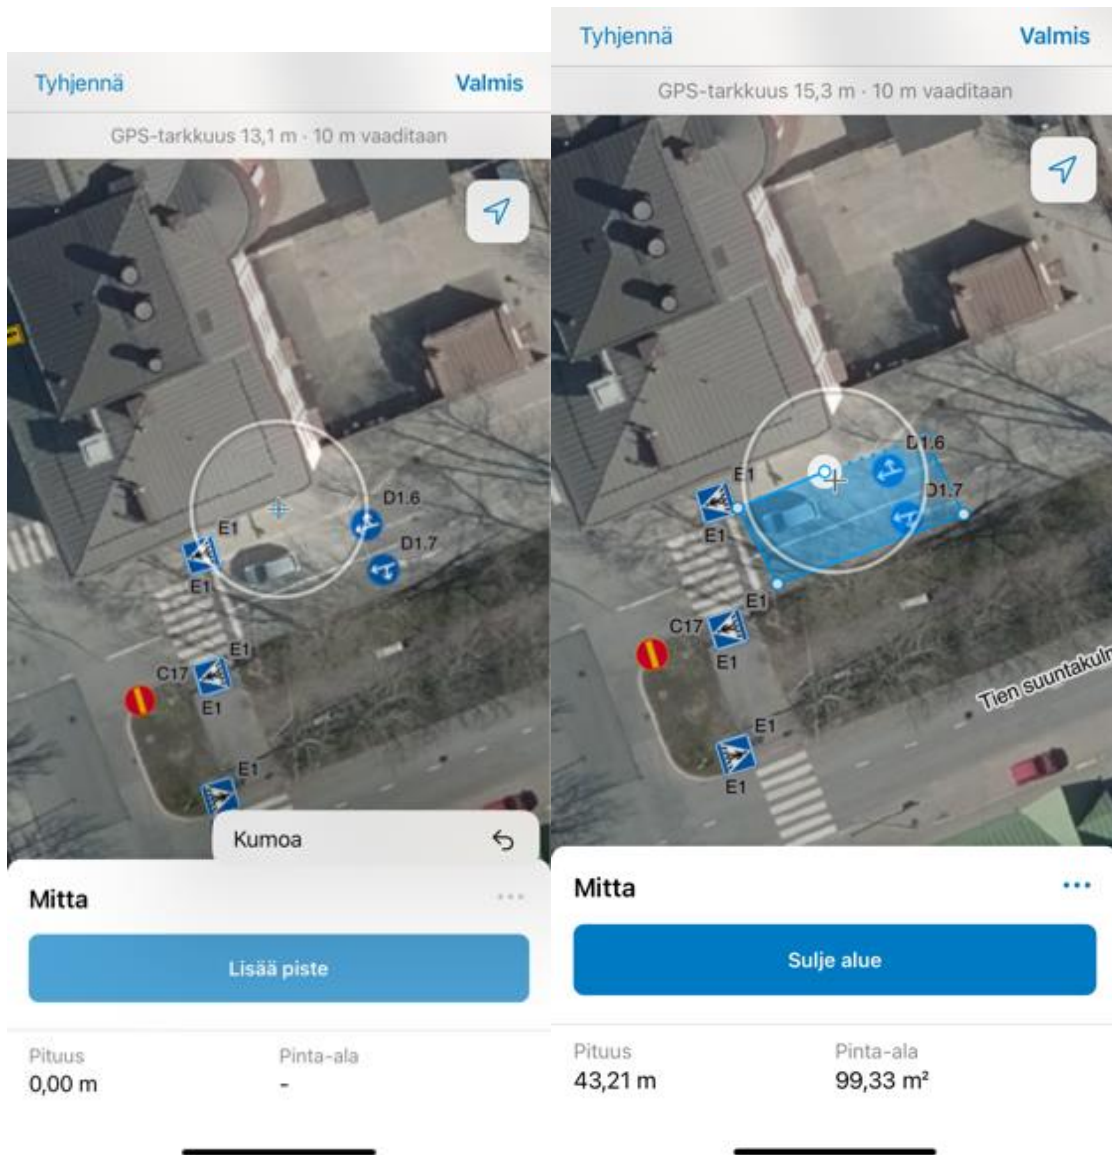 Tyhjennä
Valmis
GPS-tarkkuus 13,1 m · 10 m vaaditaan
D1.6
E1
D1.7
E1
E1
C17
E1
E1
Kumoa
Mitta
Lisää piste
Pituus
Pinta-ala
0,00 m
-
Tyhjennä
Valmis
GPS-tarkkuus 15,3 m · 10 m vaaditaan
D1.6
E1
D1.7
E1
E1
C17
E1
Tien suuntakulm
E1
E1
Mitta
Sulje alue
Pituus
Pinta-ala
43,21 m
99,33 m²